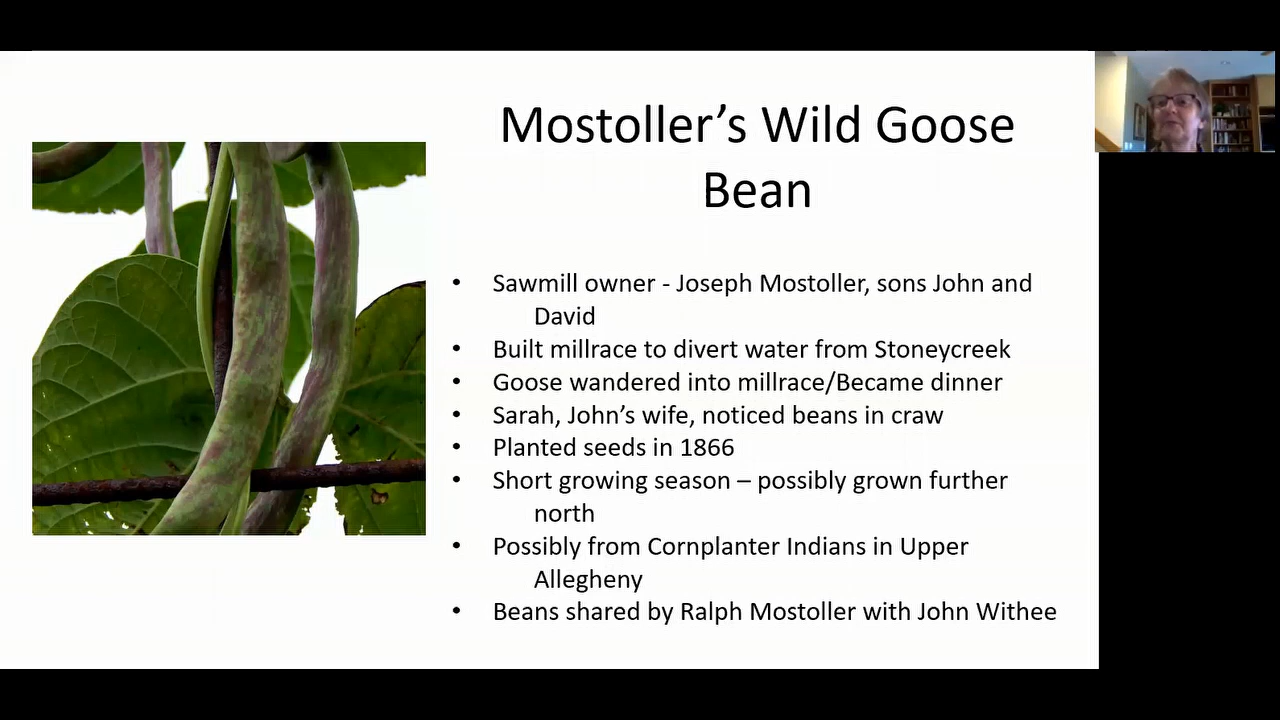 Mostoller’s Wild Goose
Bean
• Sawmill owner - Joseph Mostoller, sons John and
David
• Built millrace to divert water from Stoneycreek
• Goose wandered into millrace/Became dinner
• Sarah, John’s wife, noticed beans in craw
• Planted seeds in 1866
• Short growing season – possibly grown further
north
• Possibly from Cornplanter Indians in Upper
Allegheny
• Beans shared by Ralph Mostoller with John Withee